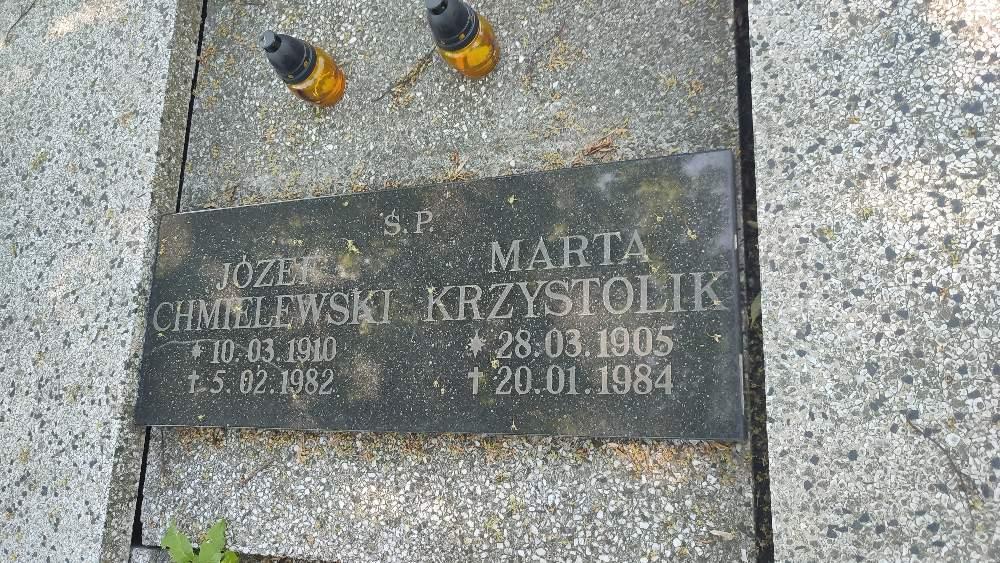 Ś.P.
JÓZEF
CHMIELEWSKI
* 10.03.1910
† 5.02.1982
MARTA
KRZYSTOLIK
* 28.03.1905
† 20.01.1984